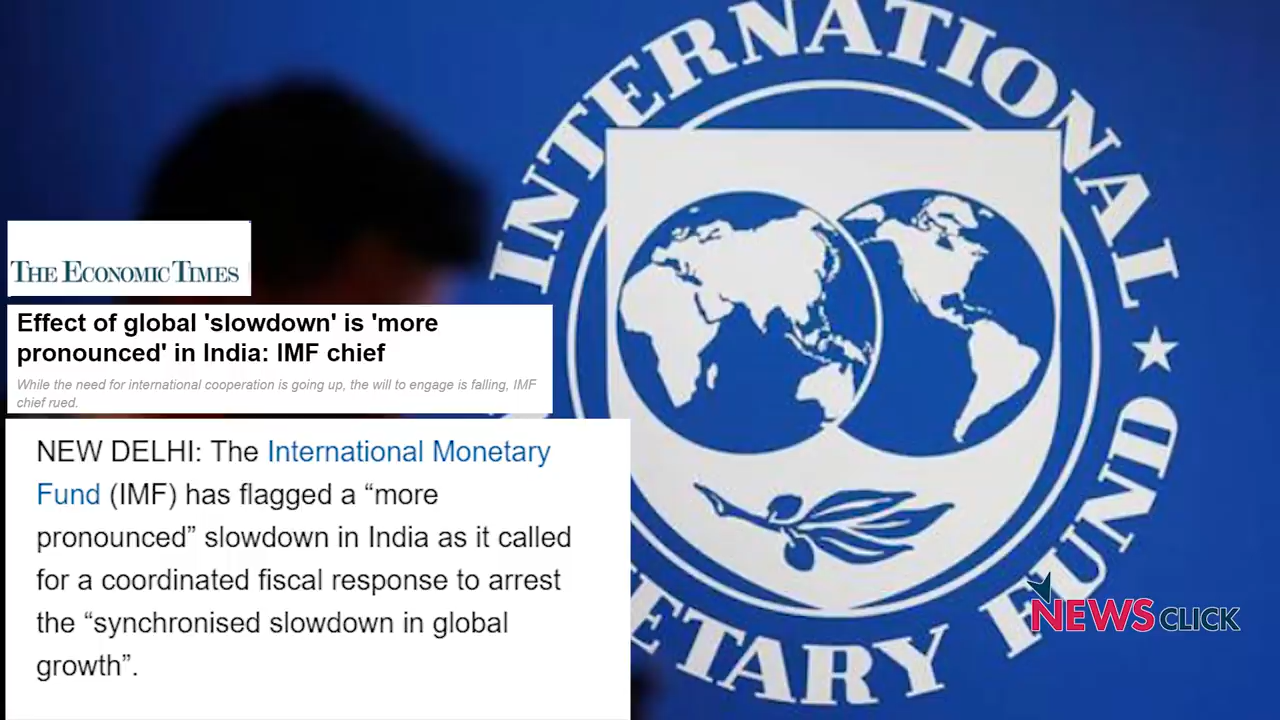 INTERNATIONAL
THE ECONOMIC TIMES
Effect of global 'slowdown' is 'more
pronounced' in India: IMF chief
While the need for international cooperation is going up, the will to engage is falling, IMF
chief rued.
NEW DELHI: The International Monetary
Fund (IMF) has flagged a “more
pronounced” slowdown in India as it called
for a coordinated fiscal response to arrest
the “synchronised slowdown in global
growth”.
ETARY FUND
NEWSCLICK